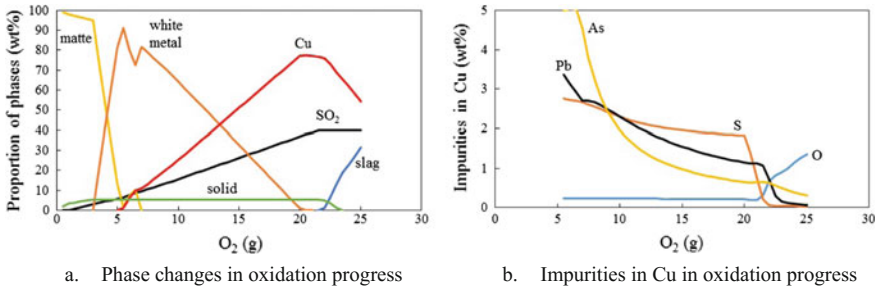 Proportion of phases (wt%)
100
90
80
70
60
50
40
30
20
10
0
matte
white
metal
Cu
SO2
slag
solid
0 5 10 15 20 25 30
O2 (g)
a. Phase changes in oxidation progress
Impurities in Cu (wt%)
5
4
3
2
1
0
As
Pb
S
O
0 5 10 15 20 25 30
O2 (g)
b. Impurities in Cu in oxidation progress